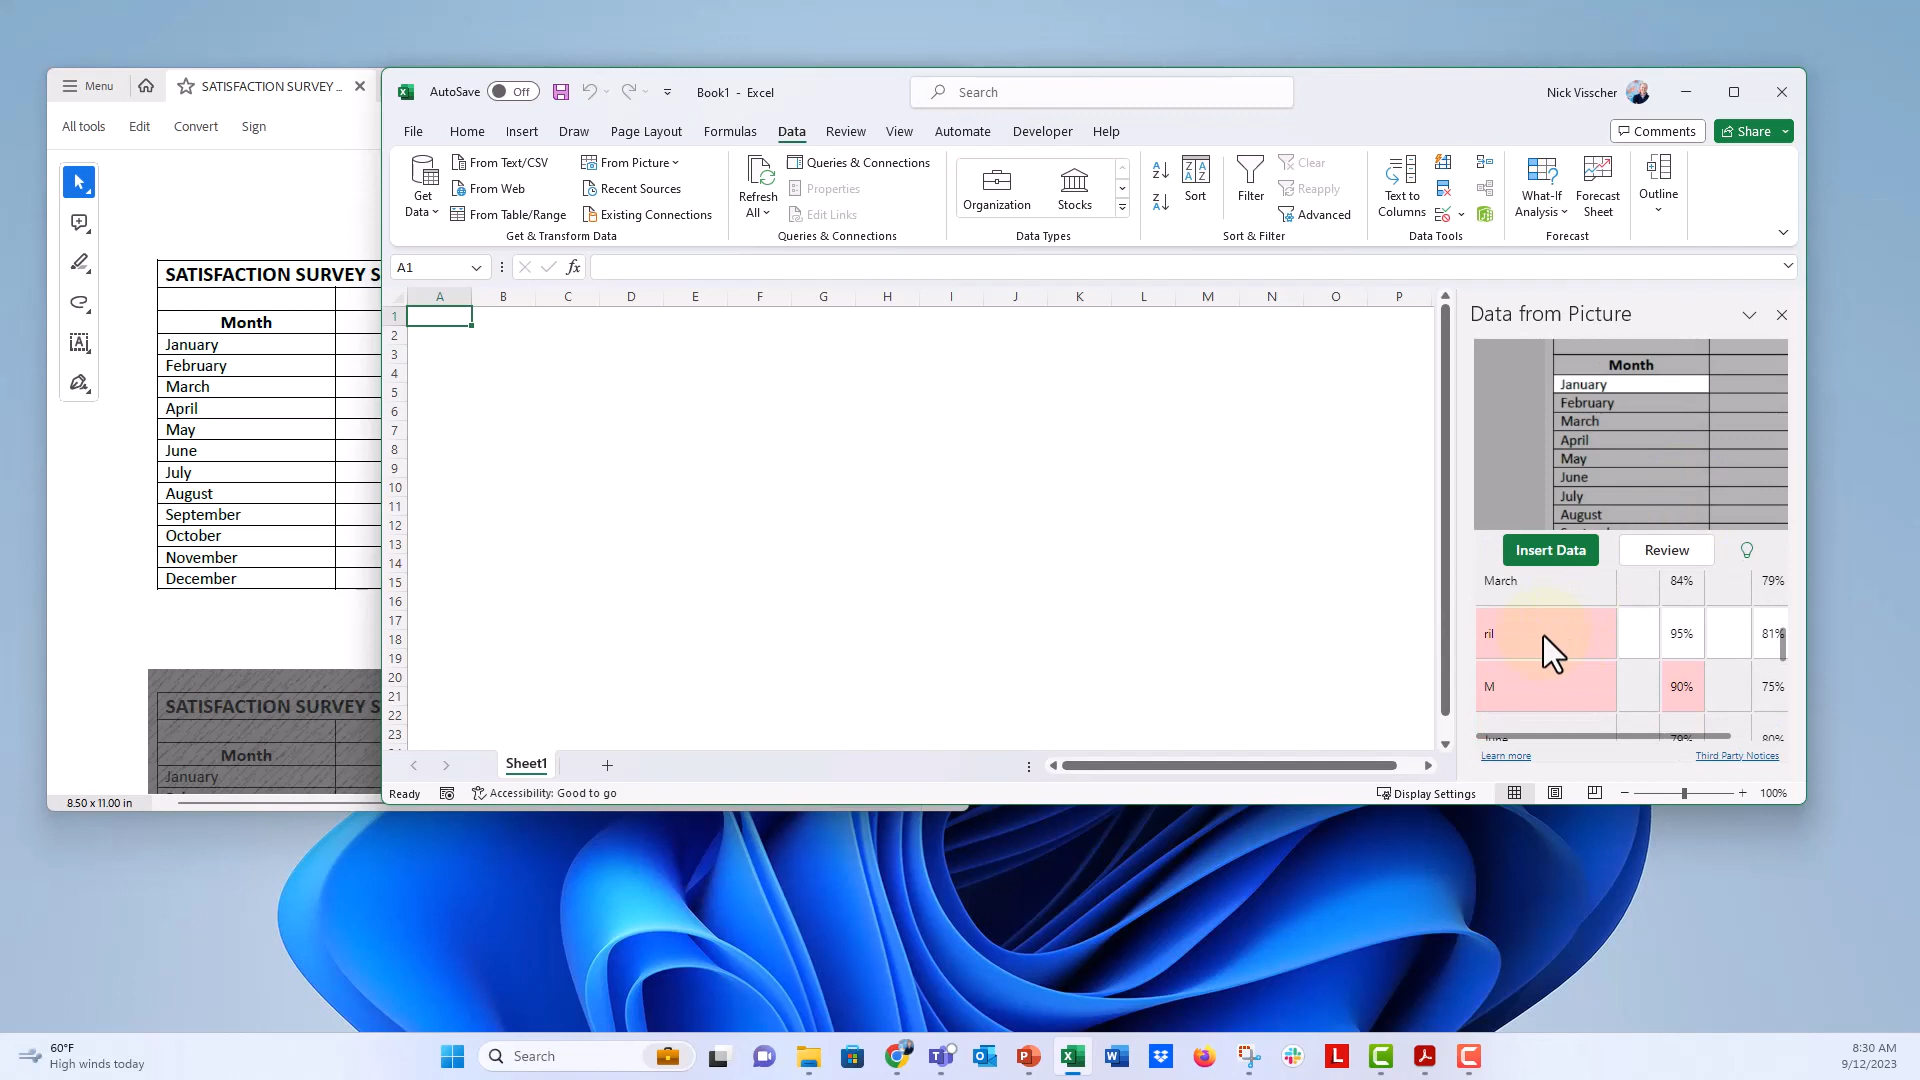 Menu
SATISFACTION SURVEY ...
All tools Edit Convert Sign
SATISFACTION SURVEY S
Month
January
February
March
April
May
June
July
August
September
October
November
December
SATISFACTION SURVEY S
Month
January
8.50 x 11.00 in
AutoSave Off Book1 - Excel Search Nick Visscher
File Home Insert Draw Page Layout Formulas Data Review View Automate Developer Help Comments Share
Get Data
From Text/CSV
From Web
From Table/Range
From Picture
Recent Sources
Existing Connections
Get & Transform Data
Refresh All
Queries & Connections
Properties
Edit Links
Queries & Connections
Organization Stocks
Data Types
Sort
Filter
Clear
Reapply
Advanced
Sort & Filter
Text to Columns
Data Tools
What-If Analysis
Forecast Sheet
Forecast
Outline
A1 fx
A B C D E F G H I J K L M N O P
1
2
3
4
5
6
7
8
9
10
11
12
13
14
15
16
17
18
19
20
21
22
23
Data from Picture
Month
January
February
March
April
May
June
July
August
Insert Data Review
March 84% 79%
ril 95% 81%
M 90% 75%
June 79% 80%
Learn more Third Party Notices
Sheet1
Ready Accessibility: Good to go Display Settings 100%
60°F
High winds today
Search
8:30 AM
9/12/2023